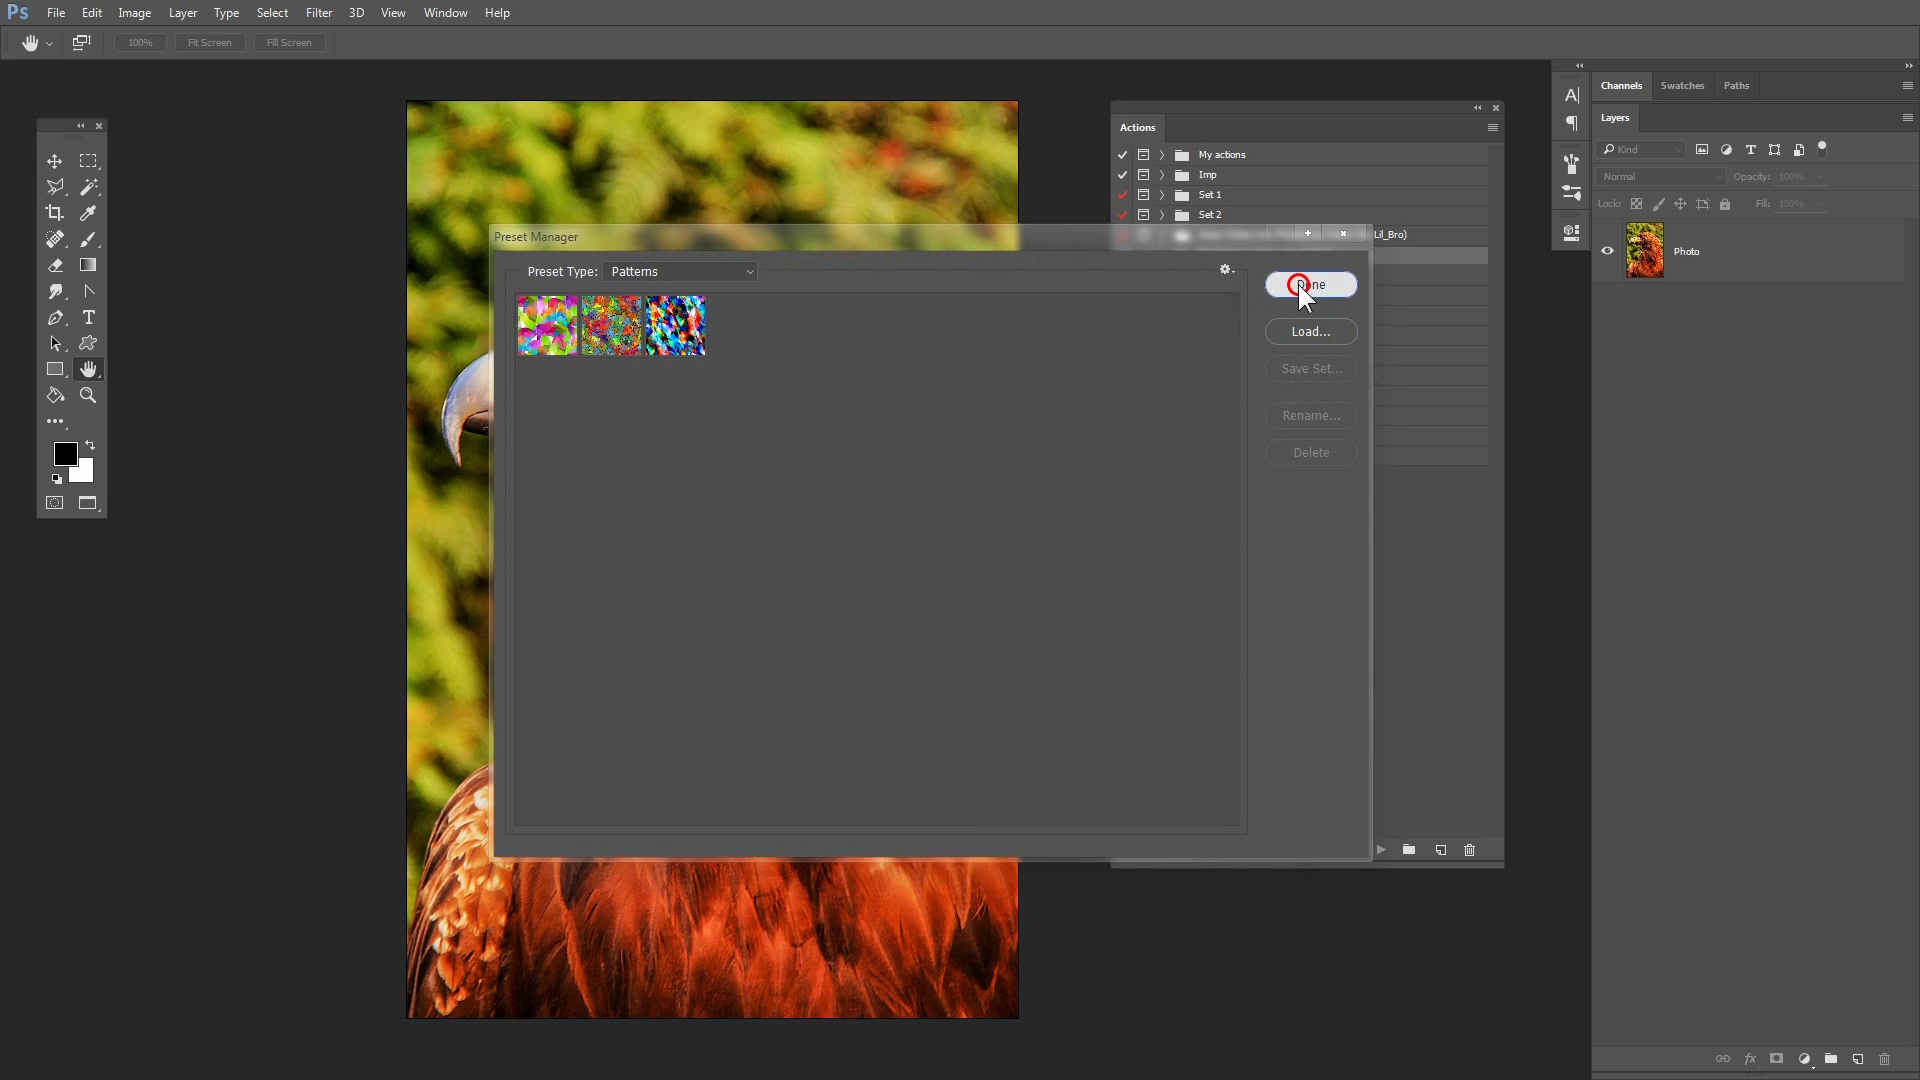 Ps File Edit Image Layer Type Select Filter 3D View Window Help
100% Fit Screen Fill Screen
Channels Swatches Paths
Layers
Kind
Normal Opacity: 100%
Lock: Fill: 100%
Photo
Actions
My actions
Imp
Set 1
Set 2
Lil_Bro)
Preset Manager
Preset Type: Patterns
Done
Load...
Save Set...
Rename...
Delete
fx